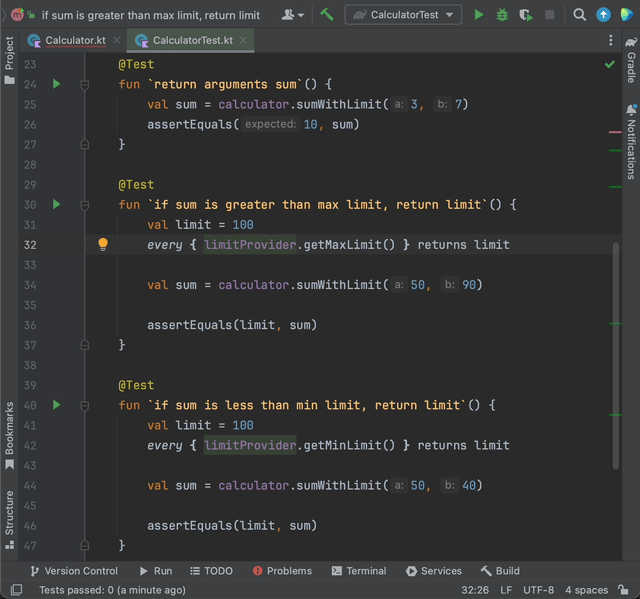 if sum is greater than max limit, return limit
CalculatorTest
Project
Calculator.kt
CalculatorTest.kt
Gradle
Notifications
23 @Test
24 fun `return arguments sum`() {
25 val sum = calculator.sumWithLimit( a: 3, b: 7)
26 assertEquals( expected: 10, sum)
27 }
28
29 @Test
30 fun `if sum is greater than max limit, return limit`() {
31 val limit = 100
32 every { limitProvider.getMaxLimit() } returns limit
33
34 val sum = calculator.sumWithLimit( a: 50, b: 90)
35
36 assertEquals(limit, sum)
37 }
38
39 @Test
40 fun `if sum is less than min limit, return limit`() {
41 val limit = 100
42 every { limitProvider.getMinLimit() } returns limit
43
44 val sum = calculator.sumWithLimit( a: 50, b: 40)
45
46 assertEquals(limit, sum)
47 }
Bookmarks
Structure
Version Control Run TODO Problems Terminal Services Build
Tests passed: 0 (a minute ago) 32:26 LF UTF-8 4 spaces